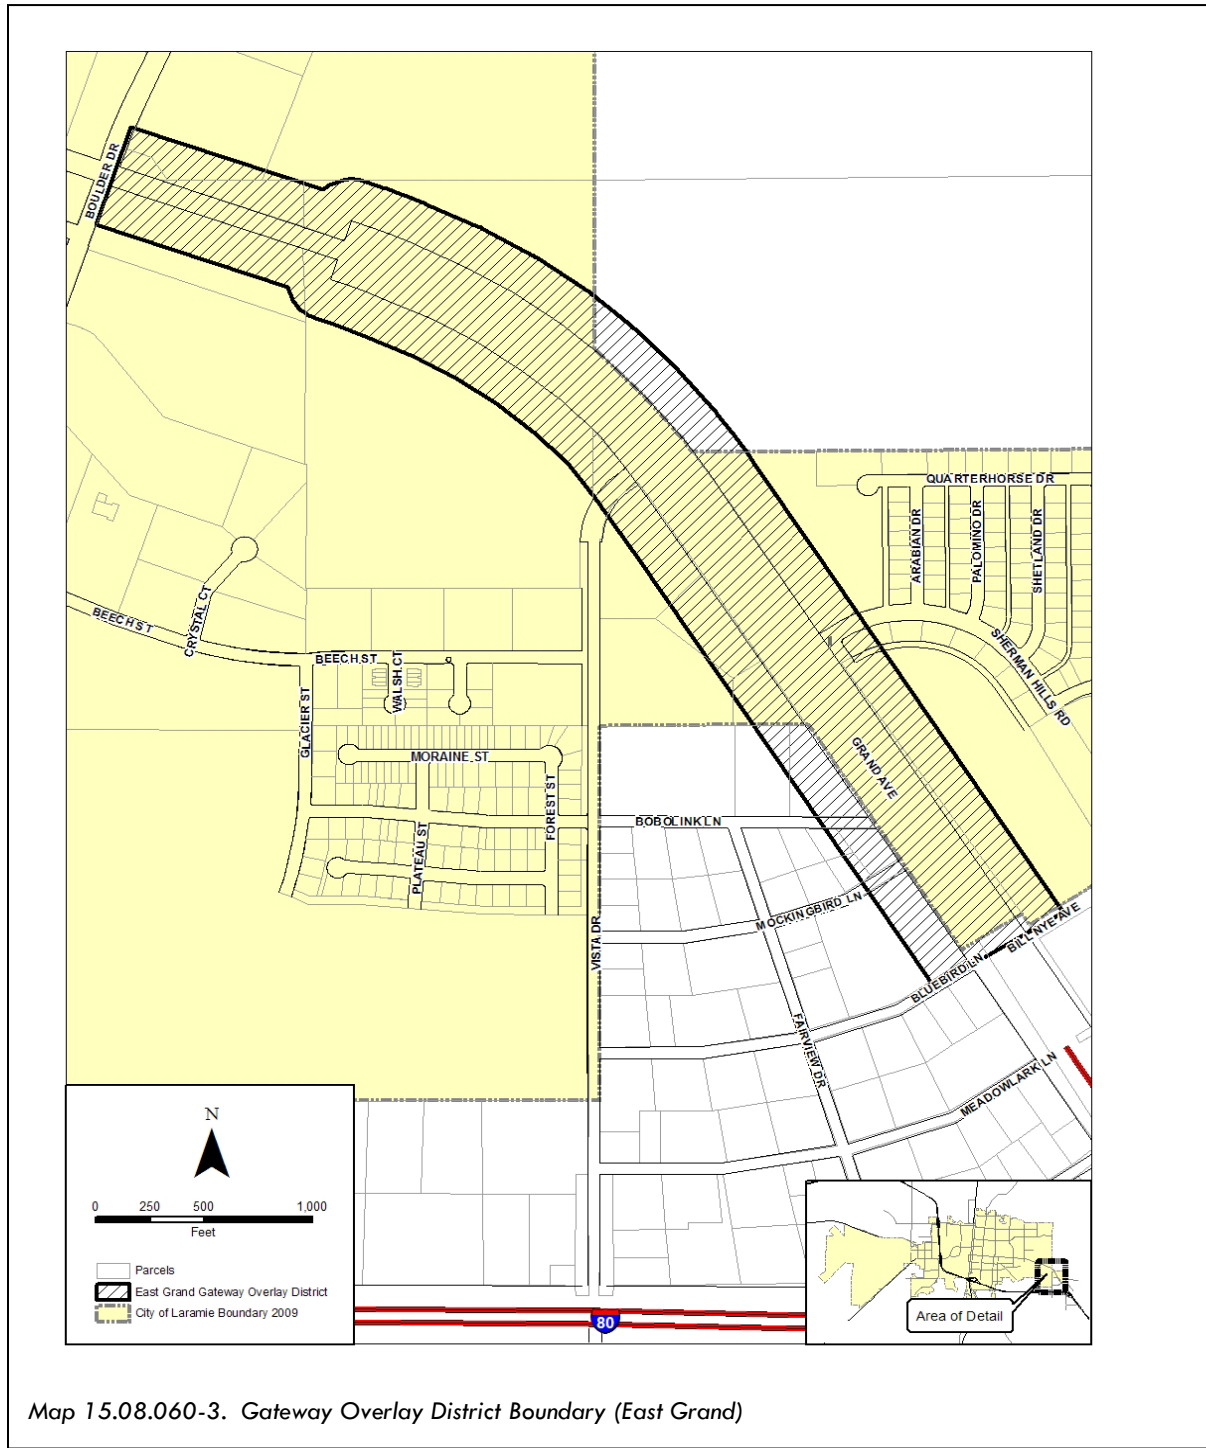 BOULDER DR
QUARTERHORSE DR
ARABIAN DR
PALOMINO DR
SHETLAND DR
SHERMAN HILLS RD
BEECH ST
CRYSTAL CT
BEECH ST
WALSH CT
GLACIER ST
MORAINE ST
FOREST ST
PLATEAU ST
GRAND AVE
BOBOLINK LN
MOCKINGBIRD LN
VISTA DR
BLUEBIRD LN
BILL NYE AVE
FAIRVIEW DR
MEADOWLARK LN
N
0 250 500 1,000
Feet
Parcels
East Grand Gateway Overlay District
City of Laramie Boundary 2009
80
Area of Detail
Map 15.08.060-3. Gateway Overlay District Boundary (East Grand)